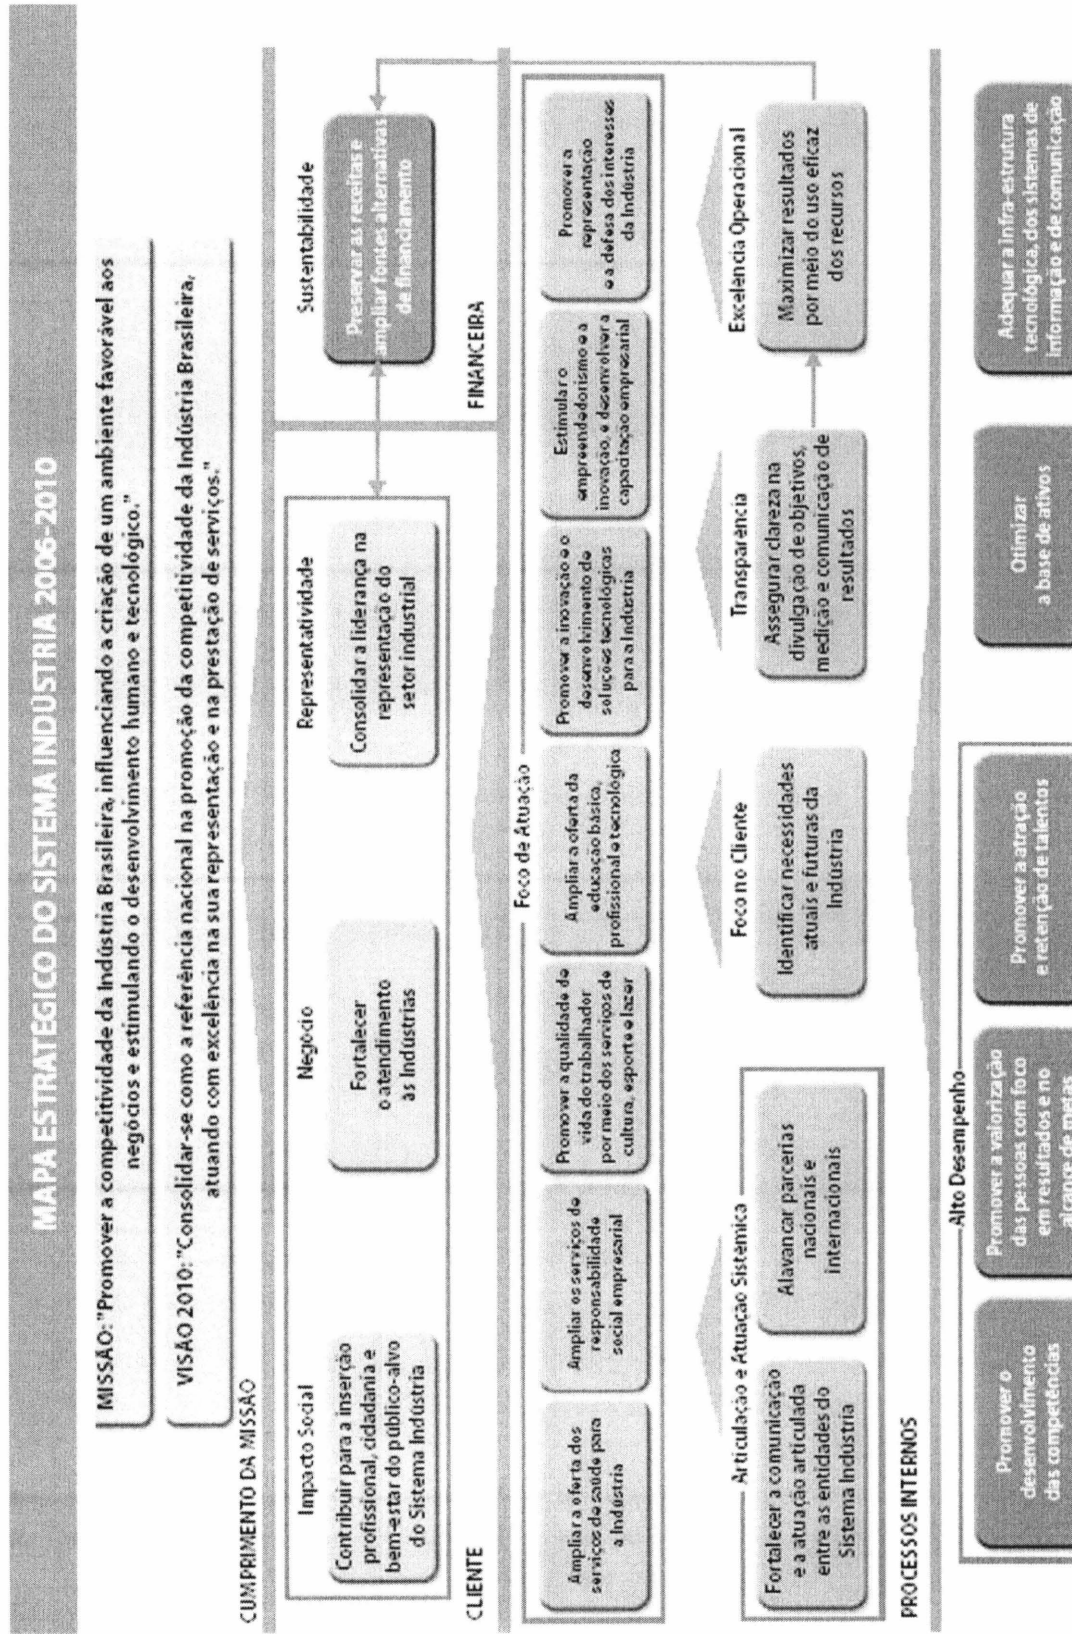 MAPA ESTRATÉGICO DO SISTEMA INDÚSTRIA 2006-2010
MISSÃO: "Promover a competitividade da Indústria Brasileira, influenciando a criação de um ambiente favorável aos
negócios e estimulando o desenvolvimento humano e tecnológico."
VISÃO 2010: "Consolidar-se como a referência nacional na promoção da competitividade da Indústria Brasileira,
atuando com excelência na sua representação e na prestação de serviços."
CUMPRIMENTO DA MISSÃO
Impacto Social
Contribuir para a inserção
profissional, cidadania e
bem-estar do público-alvo
do Sistema Indústria
Negócio
Fortalecer
o atendimento
às Indústrias
Representatividade
Consolidar a liderança na
representação do
setor industrial
Sustentabilidade
Preservar as receitas e
ampliar fontes alternativas
de financiamento
CLIENTE
FINANCEIRA
Foco de Atuação
Ampliar a oferta dos
serviços de saúde para
a Indústria
Ampliar os serviços de
responsabilidade
social empresarial
Promover a qualidade de
vida do trabalhador
por meio dos serviços de
cultura, esporte e lazer
Ampliar a oferta da
educação básica,
profissional e tecnológica
Promover a inovação e o
desenvolvimento de
soluções tecnológicas
para a Indústria
Estimular o
empreendedorismo e a
inovação, e desenvolver a
capacitação empresarial
Promover a
representação
e a defesa dos interesses
da Indústria
Articulação e Atuação Sistêmica
Fortalecer a comunicação
e a atuação articulada
entre as entidades do
Sistema Indústria
Alavancar parcerias
nacionais e
internacionais
Foco no Cliente
Identificar necessidades
atuais e futuras da
Indústria
Transparência
Assegurar clareza na
divulgação de objetivos,
medição e comunicação de
resultados
Excelência Operacional
Maximizar resultados
por meio do uso eficaz
dos recursos
PROCESSOS INTERNOS
Alto Desempenho
Promover o
desenvolvimento
das competências
Promover a valorização
das pessoas com foco
em resultados e no
alcance de metas
Promover a atração
e retenção de talentos
Otimizar
a base de ativos
Adequar a infra-estrutura
tecnológica, dos sistemas de
informação e de comunicação